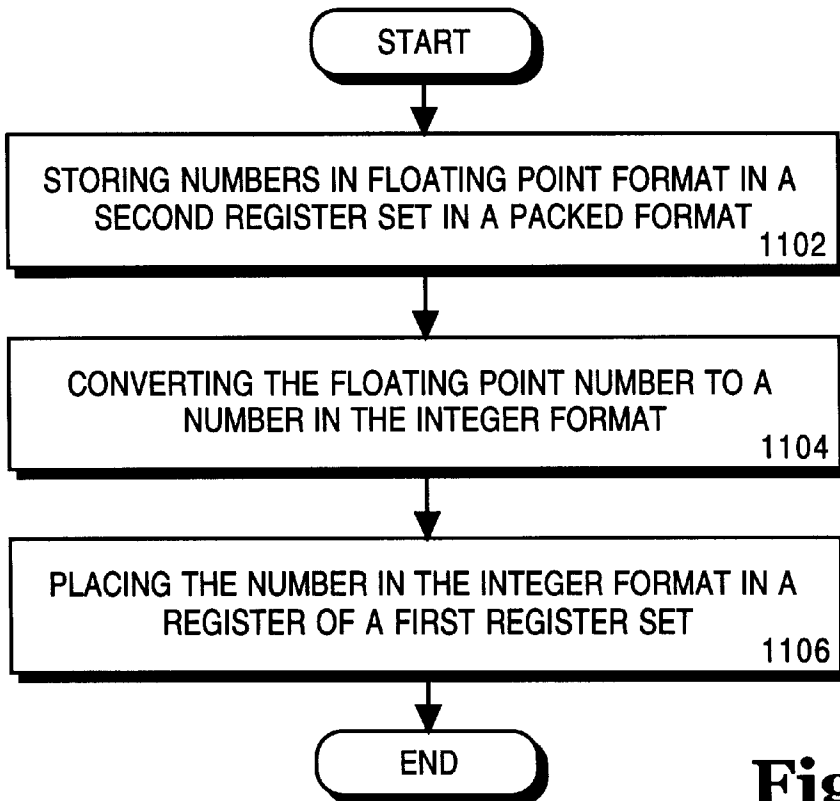 START
STORING NUMBERS IN FLOATING POINT FORMAT IN A
SECOND REGISTER SET IN A PACKED FORMAT
1102
CONVERTING THE FLOATING POINT NUMBER TO A
NUMBER IN THE INTEGER FORMAT
1104
PLACING THE NUMBER IN THE INTEGER FORMAT IN A
REGISTER OF A FIRST REGISTER SET
1106
END
Fig